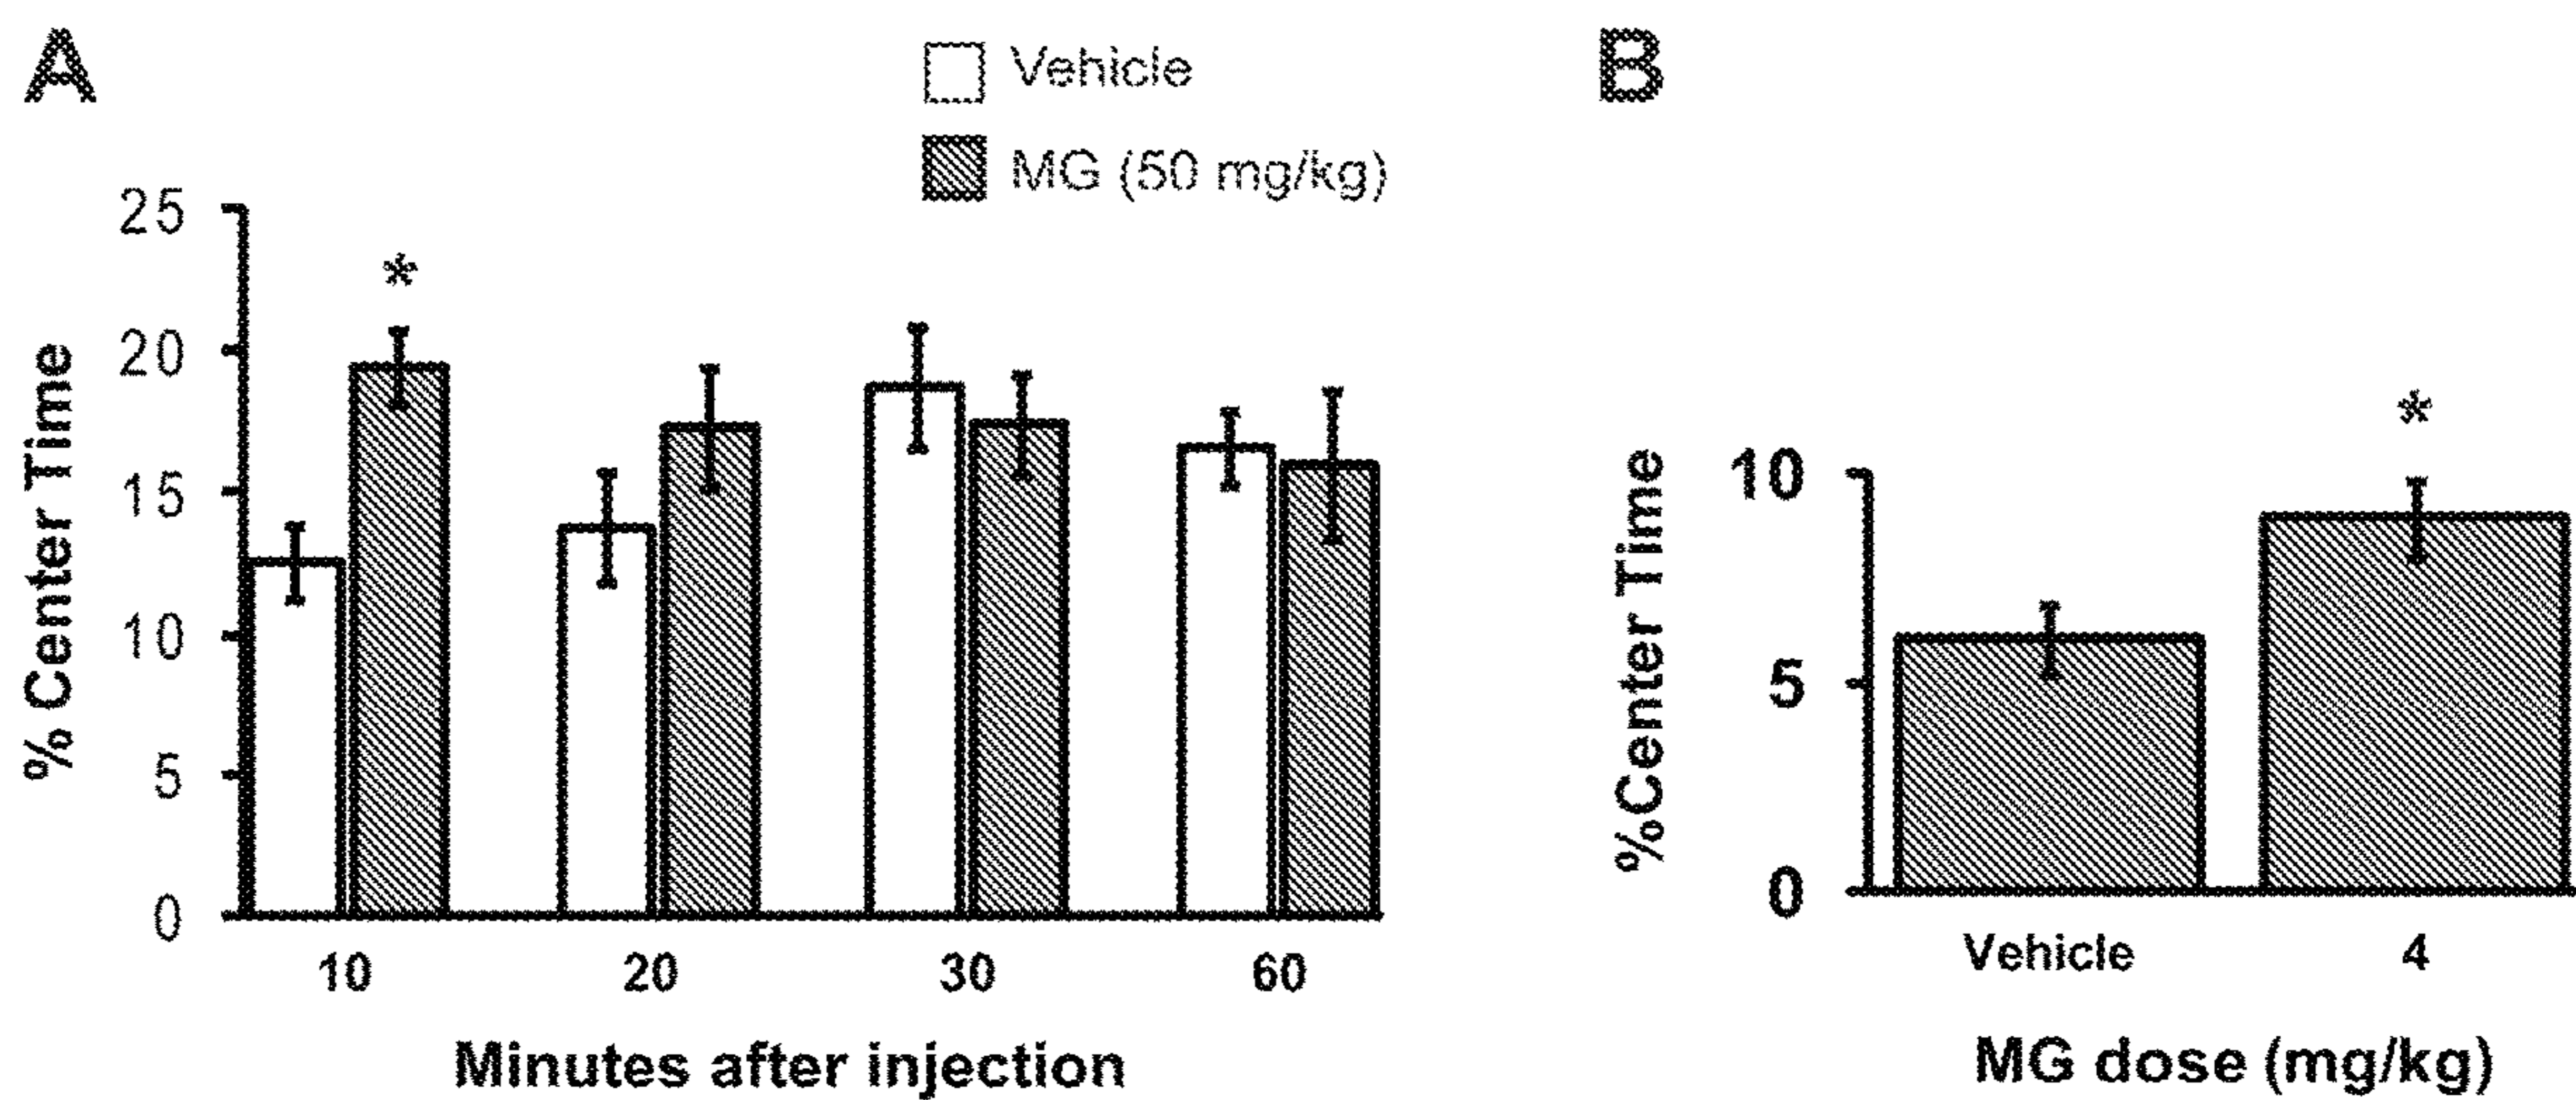 A
Vehicle
MG (50 mg/kg)
% Center Time
25
20
15
10
5
0
*
10
20
30
60
Minutes after injection
B
%Center Time
10
5
0
*
Vehicle
4
MG dose (mg/kg)